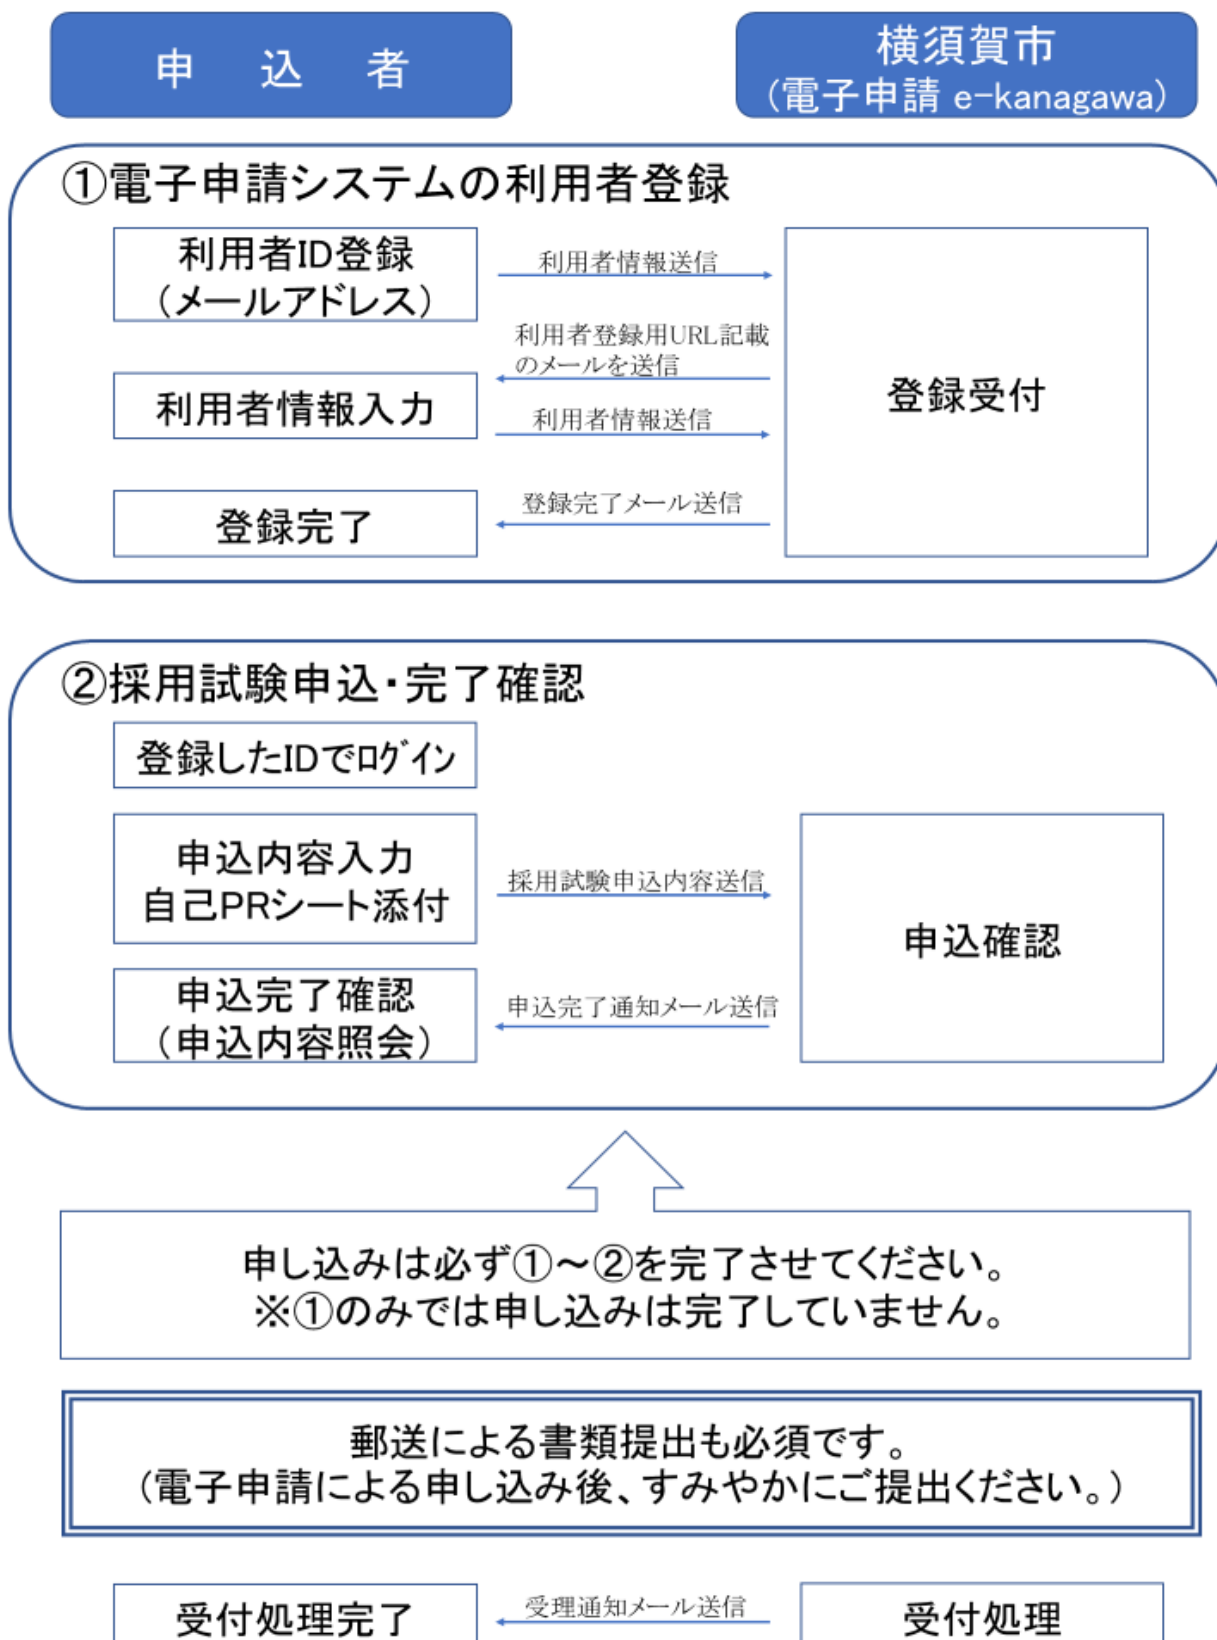 申　込　者
横須賀市
（電子申請 e-kanagawa）
①電子申請システムの利用者登録
利用者ID登録
（メールアドレス）
利用者情報送信
利用者登録用URL記載
のメールを送信
利用者情報入力
利用者情報送信
登録受付
登録完了
登録完了メール送信
②採用試験申込・完了確認
登録したIDでﾛｸﾞｲﾝ
申込内容入力
自己PRシート添付
採用試験申込内容送信
申込確認
申込完了確認
（申込内容照会）
申込完了通知メール送信
申し込みは必ず①～②を完了させてください。
※①のみでは申し込みは完了していません。
郵送による書類提出も必須です。
（電子申請による申し込み後、すみやかにご提出ください。）
受付処理完了
受理通知メール送信
受付処理